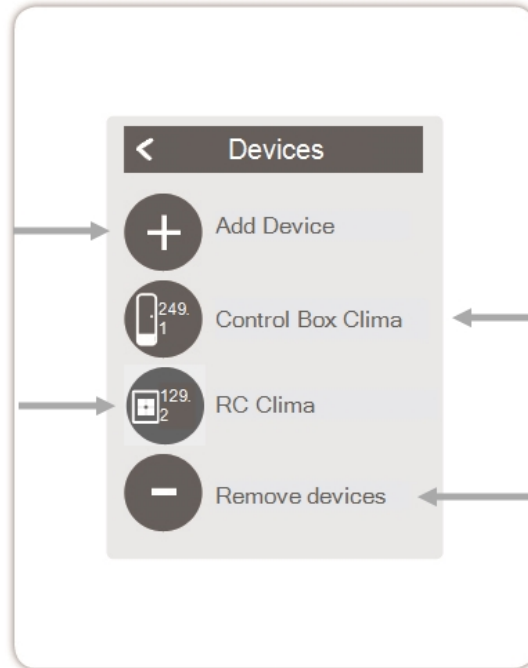 Devices
Add Device
249.
1
Control Box Clima
129.
2
RC Clima
Remove devices